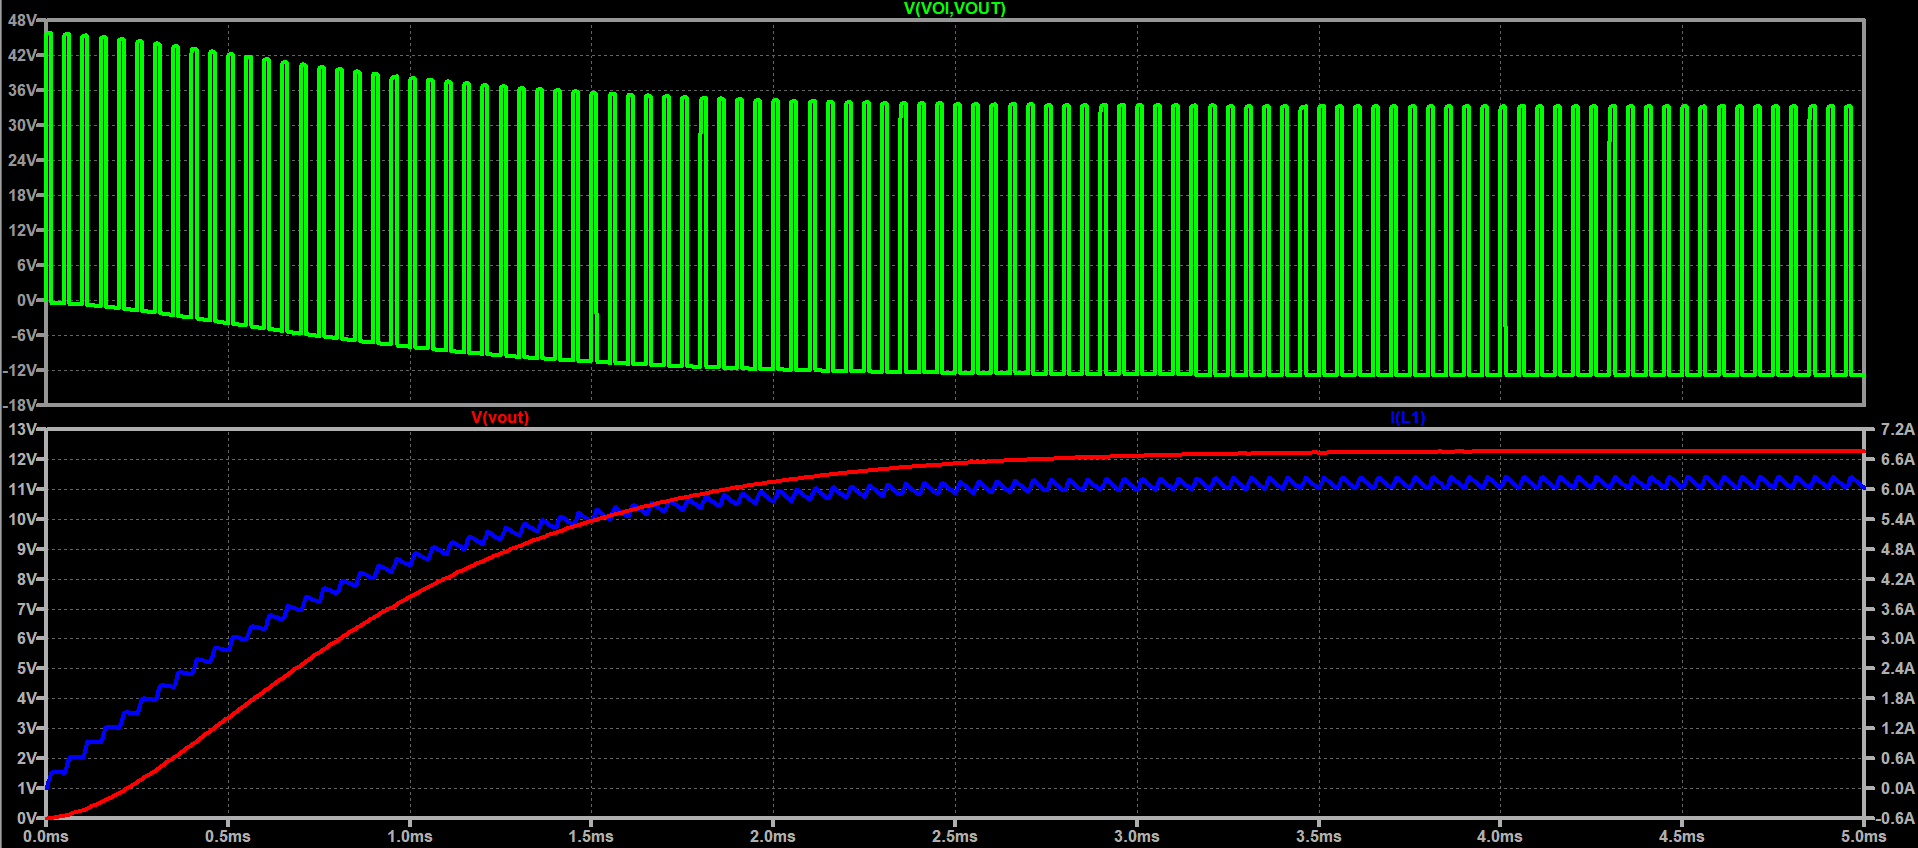 V(VOI,VOUT)
48V
42V
36V
30V
24V
18V
12V
6V
0V
-6V
-12V
-18V
V(vout) I(L1)
13V 7.2A
12V 6.6A
11V 6.0A
10V 5.4A
9V 4.8A
8V 4.2A
7V 3.6A
6V 3.0A
5V 2.4A
4V 1.8A
3V 1.2A
2V 0.6A
1V 0.0A
0V -0.6A
0.0ms 0.5ms 1.0ms 1.5ms 2.0ms 2.5ms 3.0ms 3.5ms 4.0ms 4.5ms 5.0ms